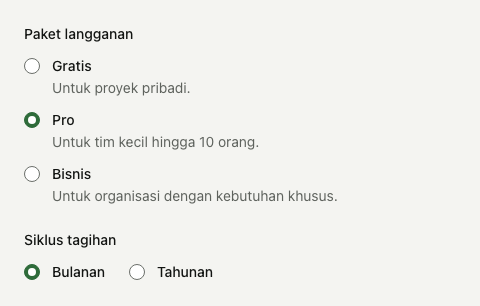 Paket langganan
Gratis
Untuk proyek pribadi.
Pro
Untuk tim kecil hingga 10 orang.
Bisnis
Untuk organisasi dengan kebutuhan khusus.
Siklus tagihan
Bulanan Tahunan